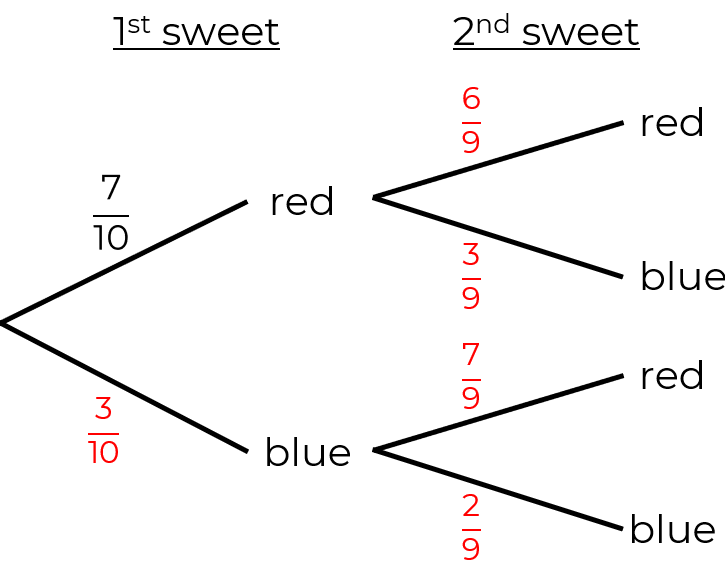 1st sweet 2nd sweet
6/9
red
7/10
red
3/9
blue
7/9
red
3/10
blue
2/9
blue